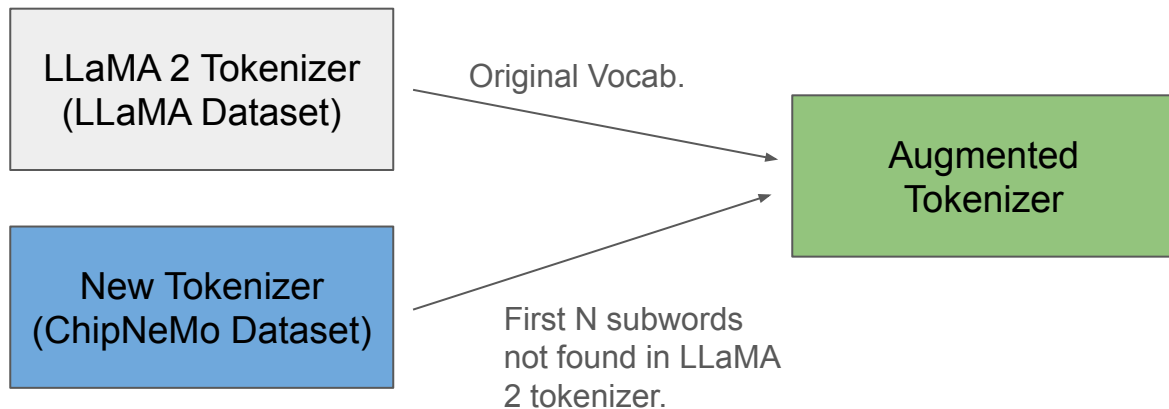 LLaMA 2 Tokenizer
(LLaMA Dataset)
Original Vocab.
Augmented
Tokenizer
New Tokenizer
(ChipNeMo Dataset)
First N subwords
not found in LLaMA
2 tokenizer.